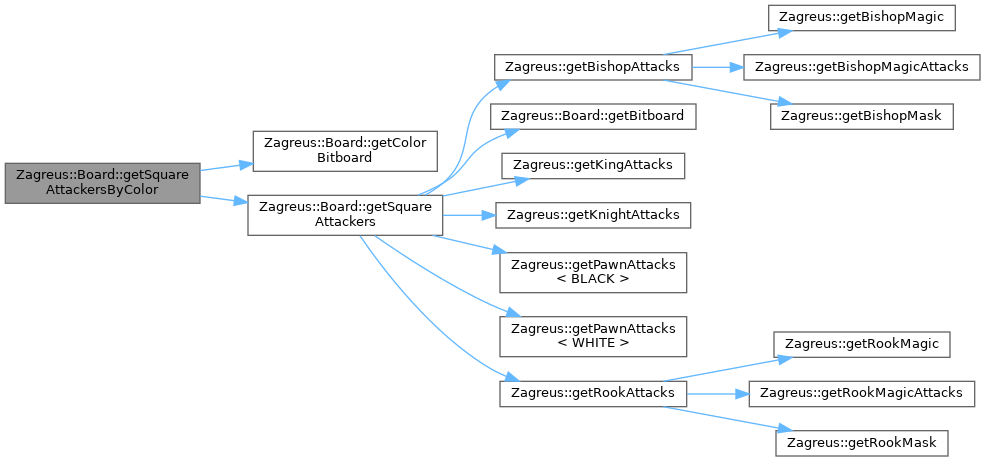 Zagreus::Board::getSquare
AttackersByColor
Zagreus::Board::getColor
Bitboard
Zagreus::Board::getSquare
Attackers
Zagreus::getBishopAttacks
Zagreus::Board::getBitboard
Zagreus::getKingAttacks
Zagreus::getKnightAttacks
Zagreus::getPawnAttacks
< BLACK >
Zagreus::getPawnAttacks
< WHITE >
Zagreus::getRookAttacks
Zagreus::getBishopMagic
Zagreus::getBishopMagicAttacks
Zagreus::getBishopMask
Zagreus::getRookMagic
Zagreus::getRookMagicAttacks
Zagreus::getRookMask